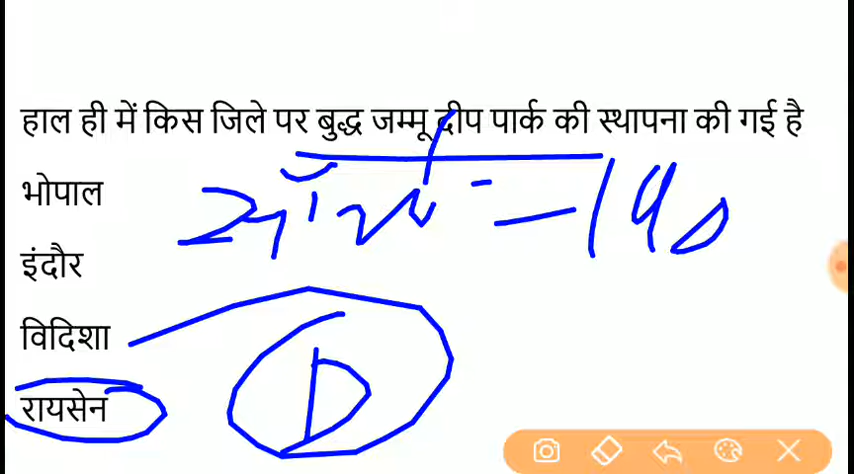 हाल ही में किस जिले पर बुद्ध जम्मू दीप पार्क की स्थापना की गई है
भोपाल
इंदौर
विदिशा
रायसेन
D